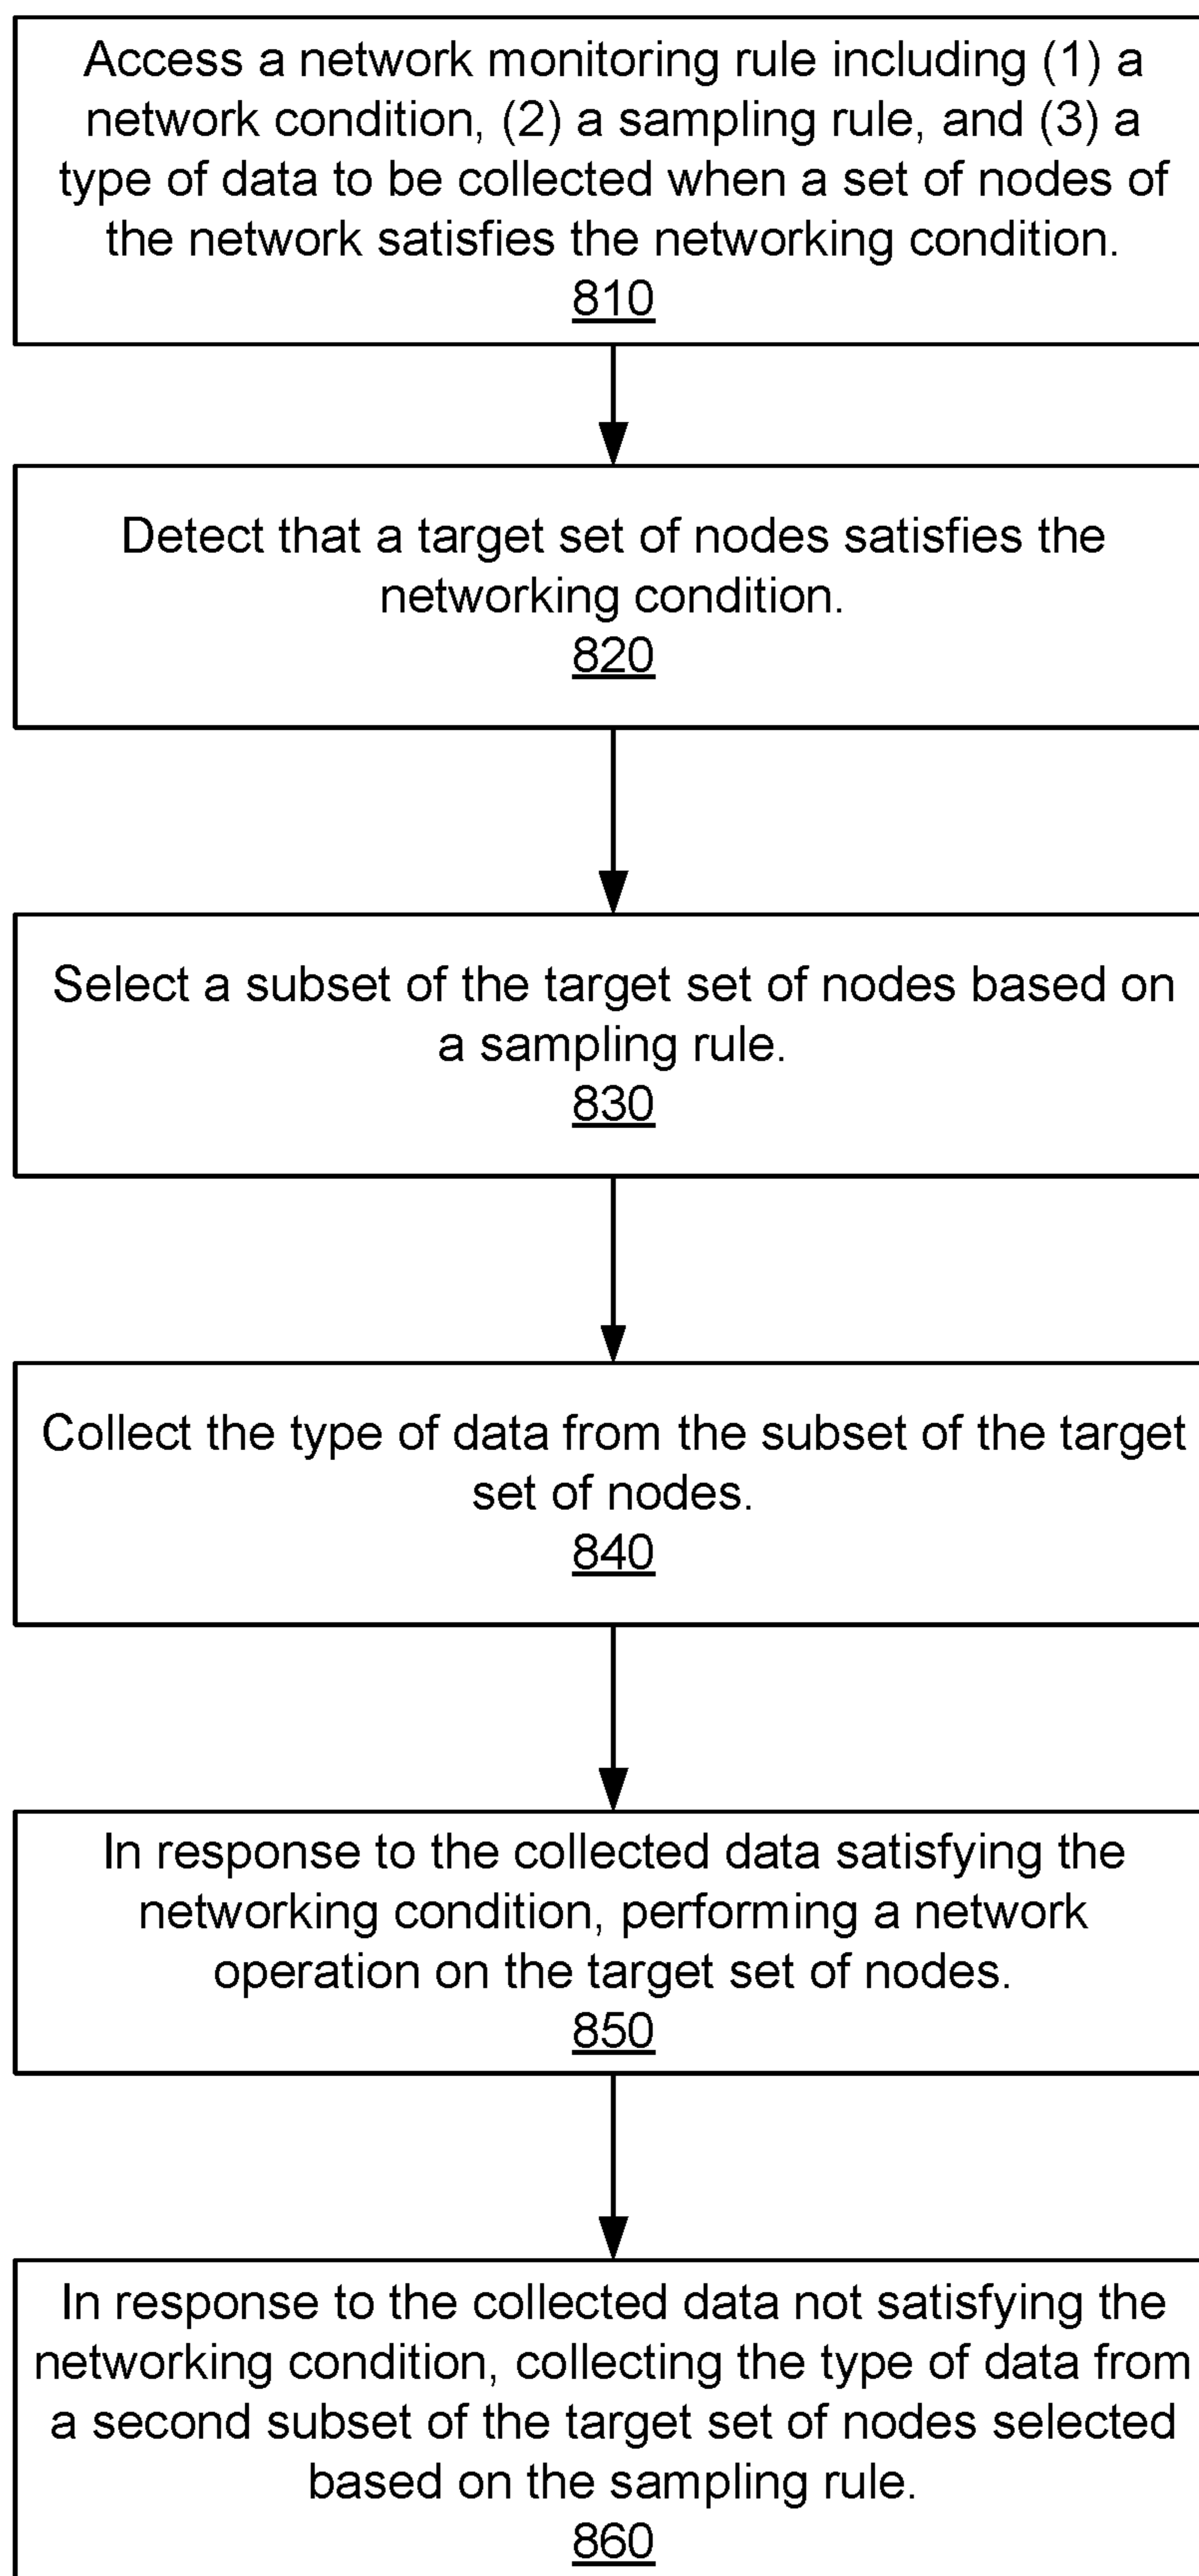 Access a network monitoring rule including (1) a
network condition, (2) a sampling rule, and (3) a
type of data to be collected when a set of nodes of
the network satisfies the networking condition.
810
Detect that a target set of nodes satisfies the
networking condition.
820
Select a subset of the target set of nodes based on
a sampling rule.
830
Collect the type of data from the subset of the target
set of nodes.
840
In response to the collected data satisfying the
networking condition, performing a network
operation on the target set of nodes.
850
In response to the collected data not satisfying the
networking condition, collecting the type of data from
a second subset of the target set of nodes selected
based on the sampling rule.
860